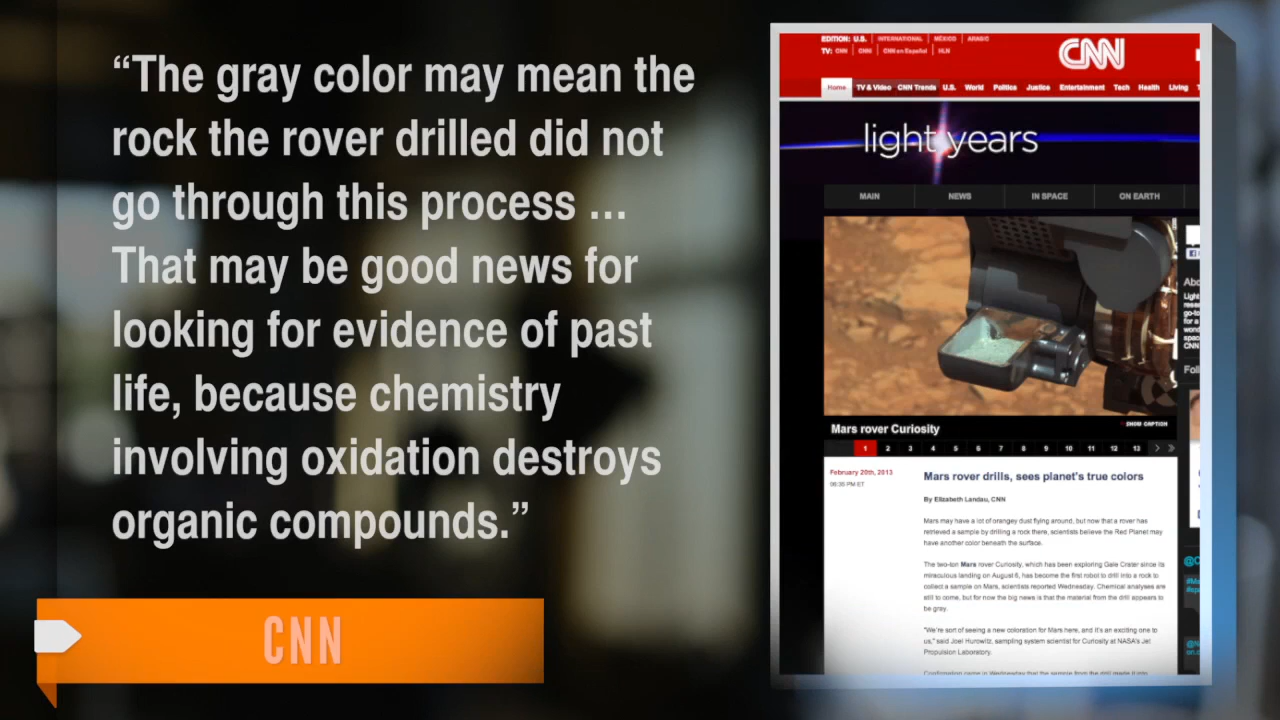 “The gray color may mean the
rock the rover drilled did not
go through this process ...
That may be good news for
looking for evidence of past
life, because chemistry
involving oxidation destroys
organic compounds.”
CNN
EDITION: U.S. INTERNATIONAL MÉXICO ARABIC
TV: CNN CNN CNN en Español HLN
CNN
Home TV & Video CNN Trends U.S. World Politics Justice Entertainment Tech Health Living
light years
MAIN NEWS IN SPACE ON EARTH
Mars rover Curiosity
SHOW CAPTION
1 2 3 4 5 6 7 8 9 10 11 12 13
February 20th, 2013
06:35 PM ET
Mars rover drills, sees planet's true colors
By Elizabeth Landau, CNN
Mars may have a lot of orangey dust flying around, but now that a rover has
retrieved a sample by drilling a rock there, scientists believe the Red Planet may
have another color beneath the surface.
The two-ton Mars rover Curiosity, which has been exploring Gale Crater since its
miraculous landing on August 6, has become the first robot to drill into a rock to
collect a sample on Mars, scientists reported Wednesday. Chemical analyses are
still to come, but for now the big news is that the material from the drill appears to
be gray.
"We're sort of seeing a new coloration for Mars here, and it's an exciting one to
us," said Joel Hurowitz, sampling system scientist for Curiosity at NASA's Jet
Propulsion Laboratory.